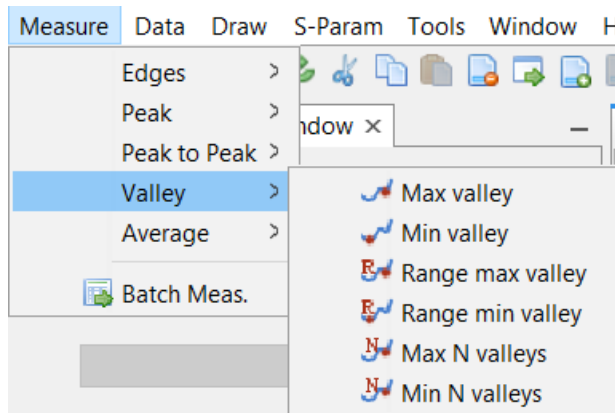 Measure Data Draw S-Param Tools Window H
Edges
ndow ×
Peak
Peak to Peak
Valley
Max valley
Average
Min valley
Range max valley
Batch Meas.
Range min valley
Max N valleys
Min N valleys